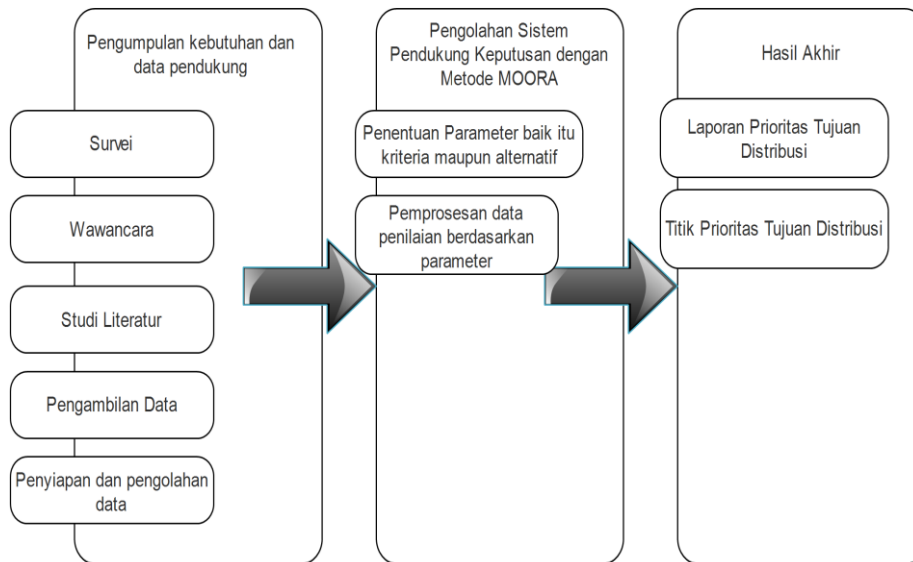 Pengumpulan kebutuhan dan
data pendukung
Survei
Wawancara
Studi Literatur
Pengambilan Data
Penyiapan dan pengolahan
data
Pengolahan Sistem
Pendukung Keputusan dengan
Metode MOORA
Penentuan Parameter baik itu
kriteria maupun alternatif
Pemprosesan data
penilaian berdasarkan
parameter
Hasil Akhir
Laporan Prioritas Tujuan
Distribusi
Titik Prioritas Tujuan Distribusi